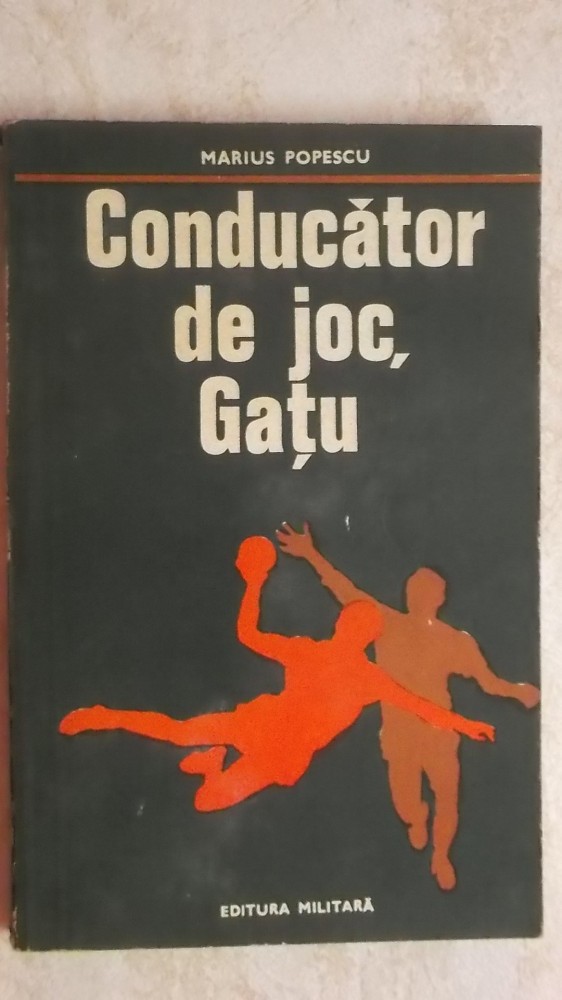 MARIUS POPESCU
Conducător
de joc,
Gațu
EDITURA MILITARĂ